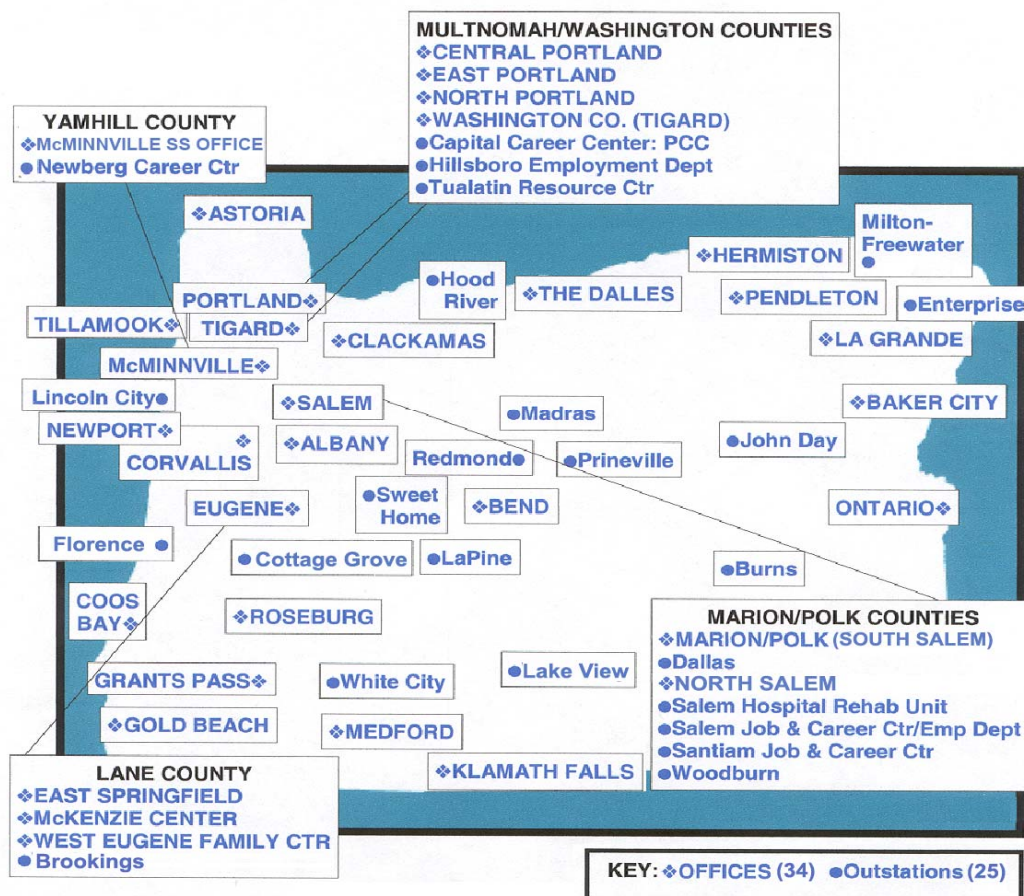 MULTNOMAH/WASHINGTON COUNTIES
❖CENTRAL PORTLAND
❖EAST PORTLAND
❖NORTH PORTLAND
❖WASHINGTON CO. (TIGARD)
●Capital Career Center: PCC
●Hillsboro Employment Dept
●Tualatin Resource Ctr
YAMHILL COUNTY
❖McMINNVILLE SS OFFICE
●Newberg Career Ctr
❖ASTORIA
Milton-
Freewater
●
❖HERMISTON
●Hood
River
❖THE DALLES
❖PENDLETON
●Enterprise
PORTLAND❖
TILLAMOOK❖
TIGARD❖
❖CLACKAMAS
❖LA GRANDE
McMINNVILLE❖
Lincoln City●
❖SALEM
●Madras
❖BAKER CITY
NEWPORT❖
❖
CORVALLIS
❖ALBANY
Redmond●
●Prineville
●John Day
EUGENE❖
●Sweet
Home
❖BEND
ONTARIO❖
Florence ●
●Cottage Grove
●LaPine
●Burns
COOS
BAY❖
❖ROSEBURG
GRANTS PASS❖
●White City
●Lake View
❖GOLD BEACH
❖MEDFORD
❖KLAMATH FALLS
MARION/POLK COUNTIES
❖MARION/POLK (SOUTH SALEM)
●Dallas
❖NORTH SALEM
●Salem Hospital Rehab Unit
●Salem Job & Career Ctr/Emp Dept
●Santiam Job & Career Ctr
●Woodburn
LANE COUNTY
❖EAST SPRINGFIELD
❖McKENZIE CENTER
❖WEST EUGENE FAMILY CTR
●Brookings
KEY: ❖OFFICES (34) ●Outstations (25)